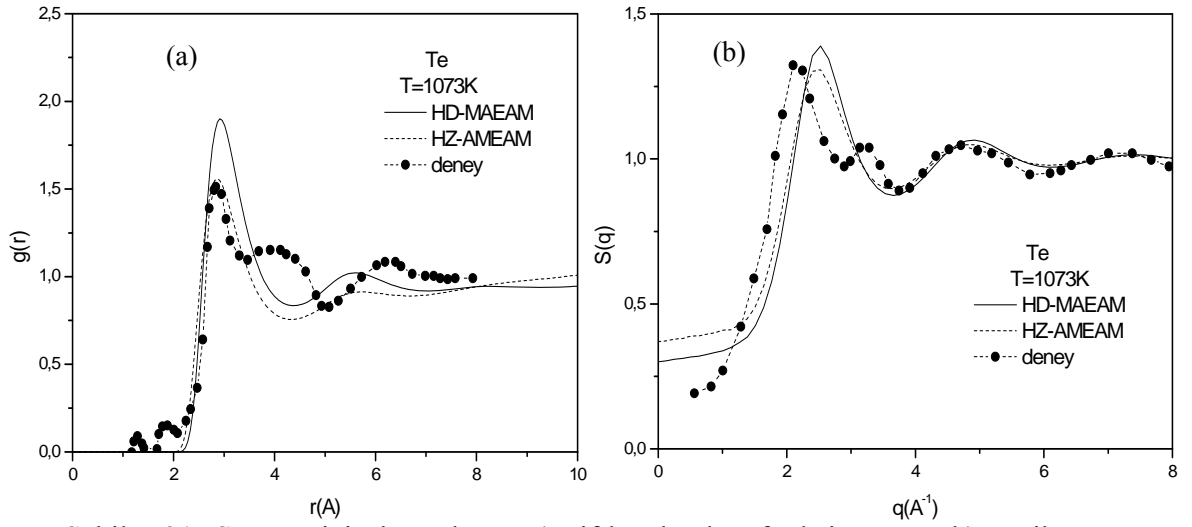 2,5
2,0
1,5
1,0
0,5
0,0
g(r)
(a)
Te
T=1073K
HD-MAEAM
HZ-AMEAM
deney
0 2 4 6 8 10
r(A)
1,5
1,0
0,5
0,0
S(q)
(b)
Te
T=1073K
HD-MAEAM
HZ-AMEAM
deney
0 2 4 6 8
q(A⁻¹)